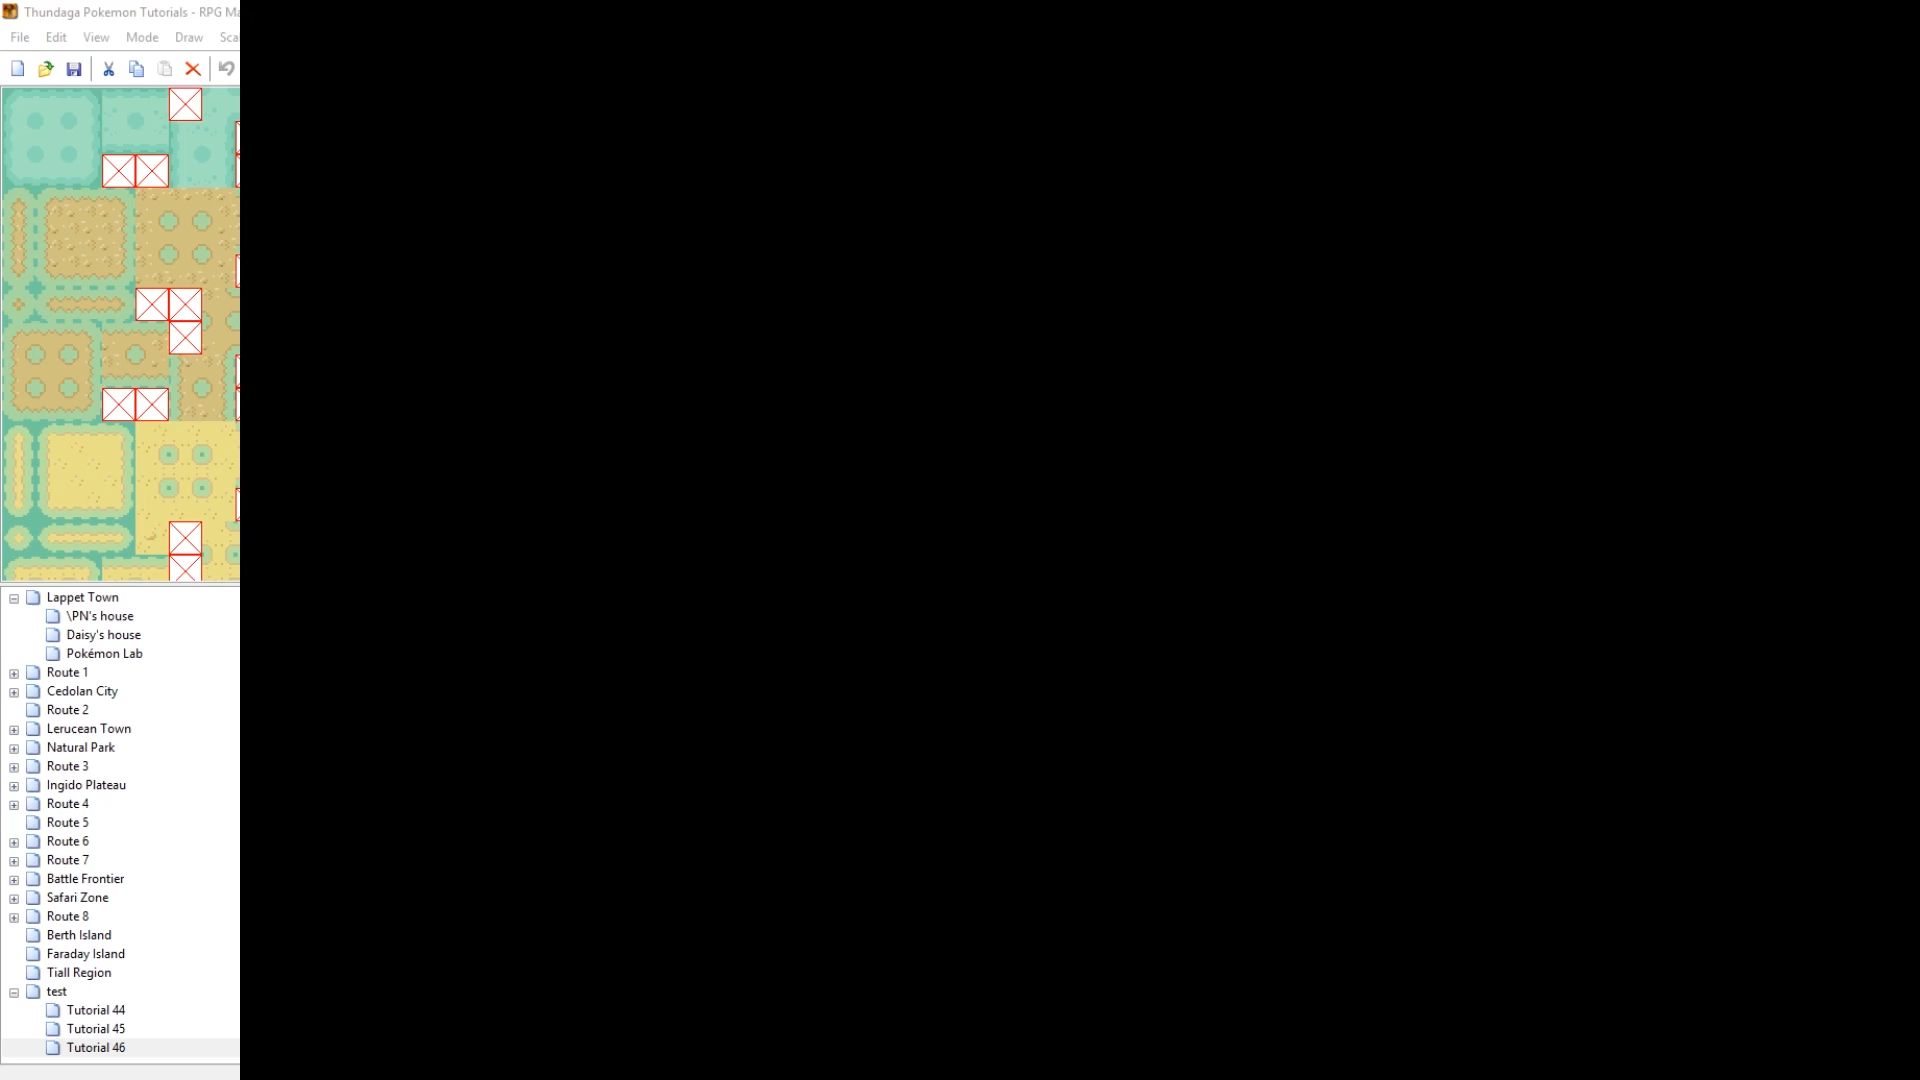 Thundaga Pokemon Tutorials - RPG
File Edit View Mode Draw
Lappet Town
\PN's house
Daisy's house
Pokémon Lab
Route 1
Cedolan City
Route 2
Lerucean Town
Natural Park
Route 3
Ingido Plateau
Route 4
Route 5
Route 6
Route 7
Battle Frontier
Safari Zone
Route 8
Berth Island
Faraday Island
Tiall Region
test
Tutorial 44
Tutorial 45
Tutorial 46